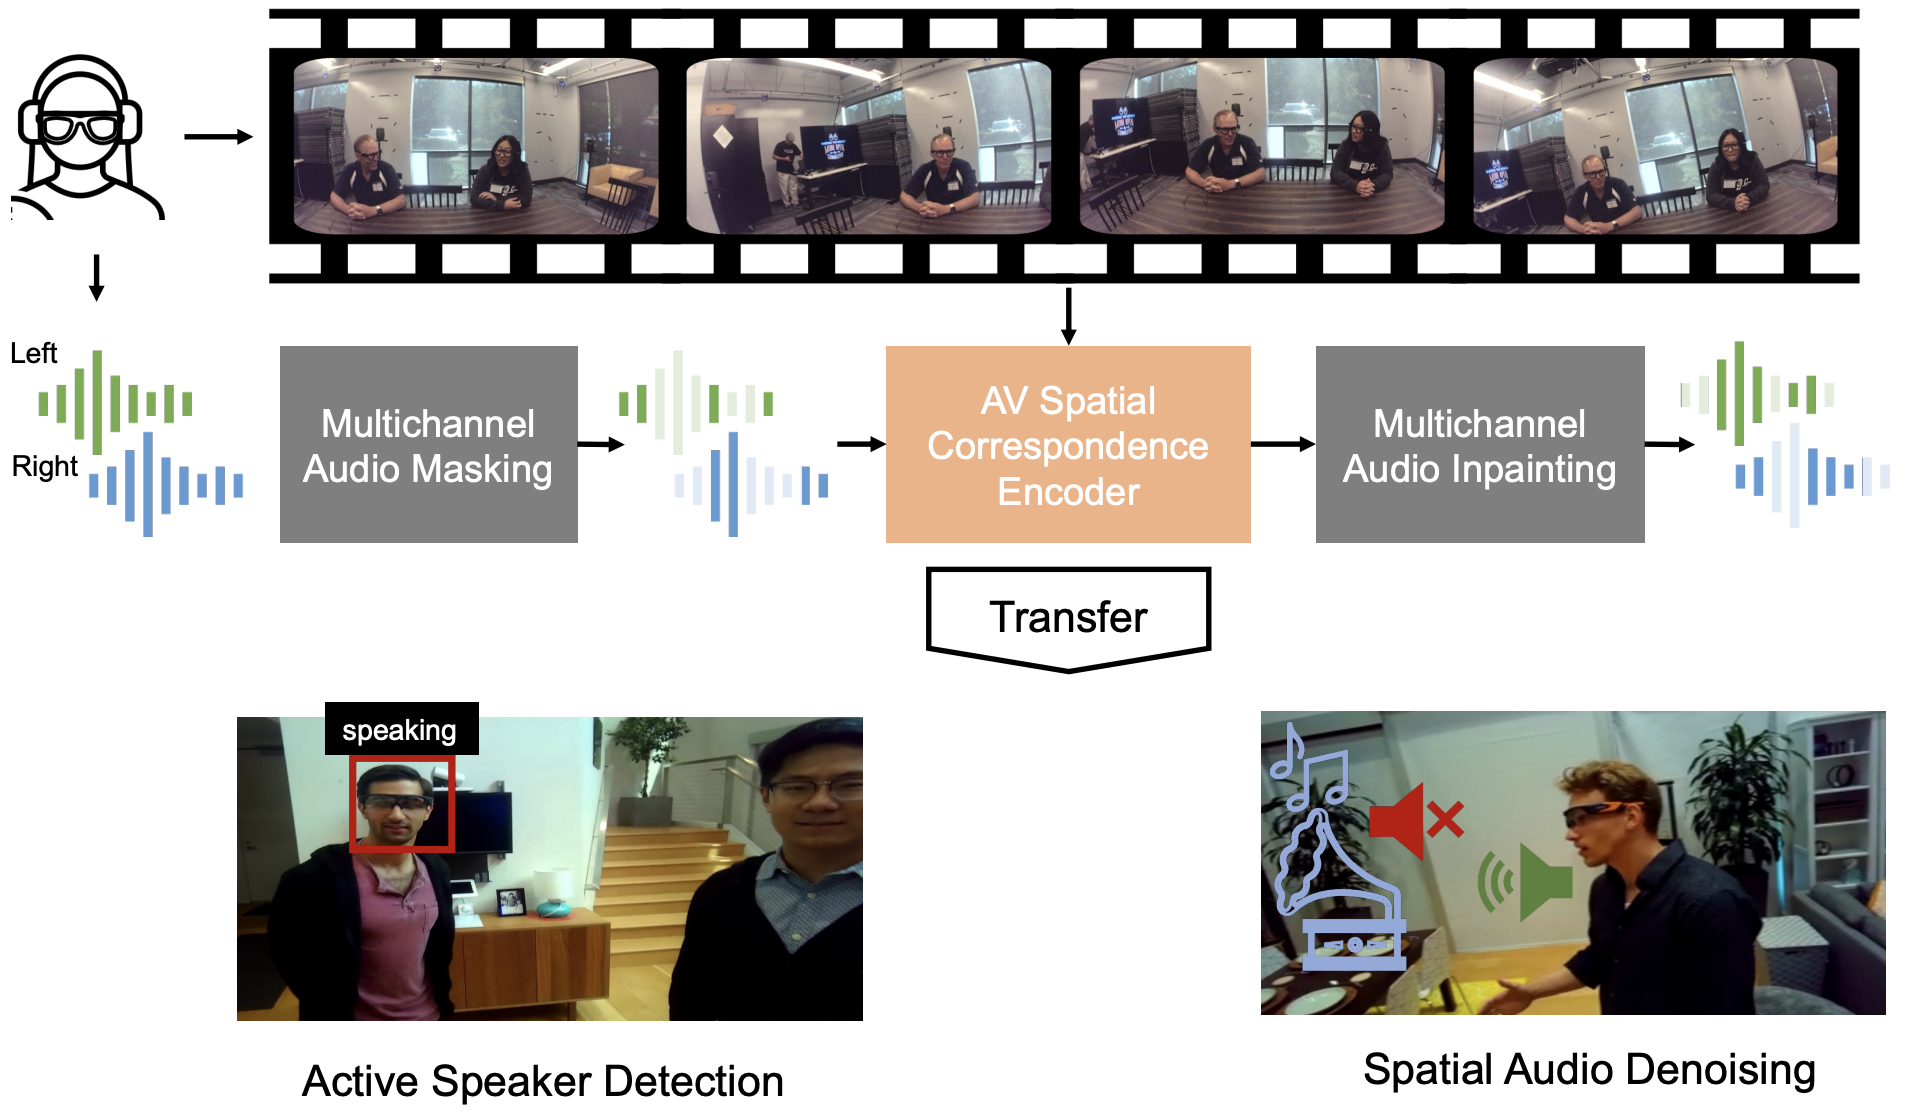 Left
Right
Multichannel
Audio Masking
AV Spatial
Correspondence
Encoder
Multichannel
Audio Inpainting
Transfer
speaking
Active Speaker Detection
Spatial Audio Denoising